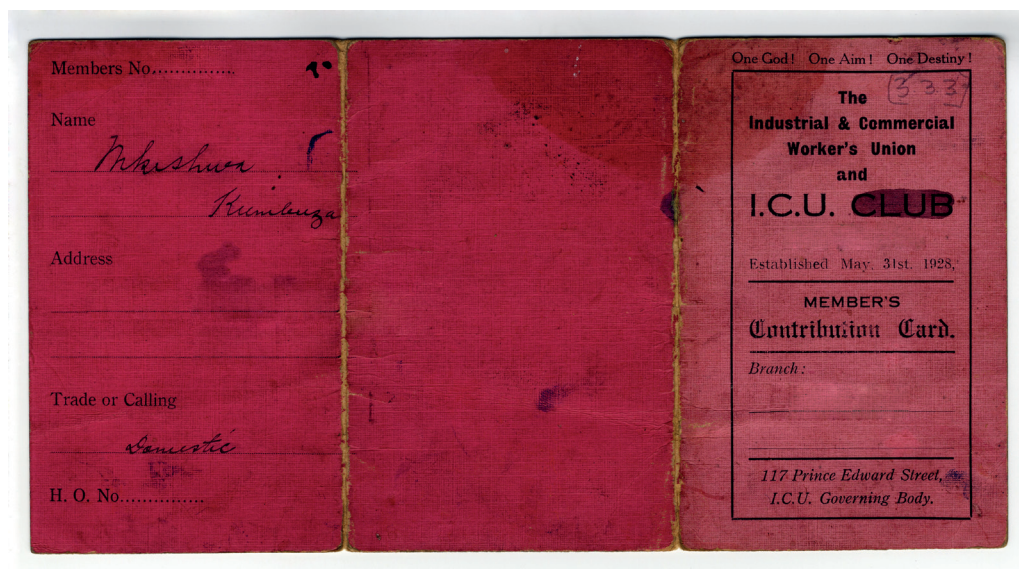 Members No...............
Name
Mkishwa
Kumbuza
Address
Trade or Calling
Domestic
H. O. No...............
One God! One Aim! One Destiny!
333
The
Industrial & Commercial
Worker's Union
and
I.C.U. CLUB
Established May, 31st. 1928,
MEMBER'S
Contribution Card.
Branch:
117 Prince Edward Street,
I.C.U. Governing Body.